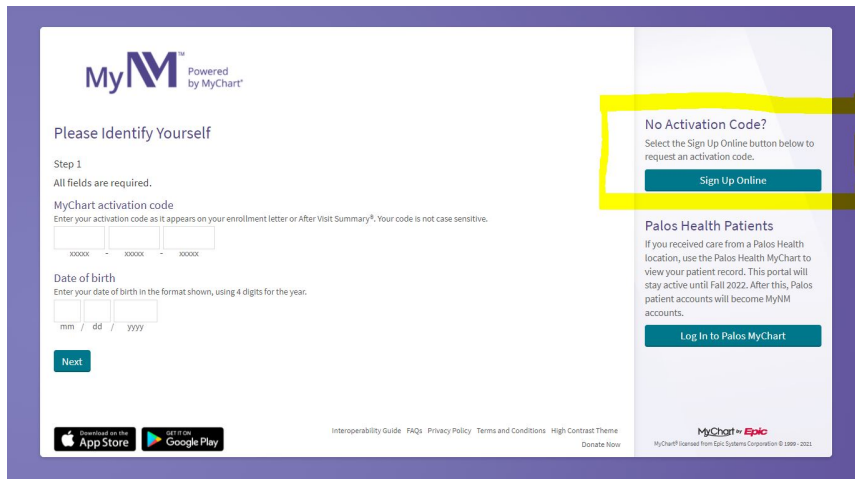 MyNM™ Powered
by MyChart®
Please Identify Yourself
Step 1
All fields are required.
MyChart activation code
Enter your activation code as it appears on your enrollment letter or After Visit Summary®. Your code is not case sensitive.
xxxxx - xxxxx - xxxxx
Date of birth
Enter your date of birth in the format shown, using 4 digits for the year.
mm / dd / yyyy
Next
No Activation Code?
Select the Sign Up Online button below to
request an activation code.
Sign Up Online
Palos Health Patients
If you received care from a Palos Health
location, use the Palos Health MyChart to
view your patient record. This portal will
stay active until Fall 2022. After this, Palos
patient accounts will become MyNM
accounts.
Log In to Palos MyChart
Download on the
App Store
GET IT ON
Google Play
Interoperability Guide FAQs Privacy Policy Terms and Conditions High Contrast Theme
Donate Now
MyChart by Epic
MyChart® licensed from Epic Systems Corporation © 1999 - 2021